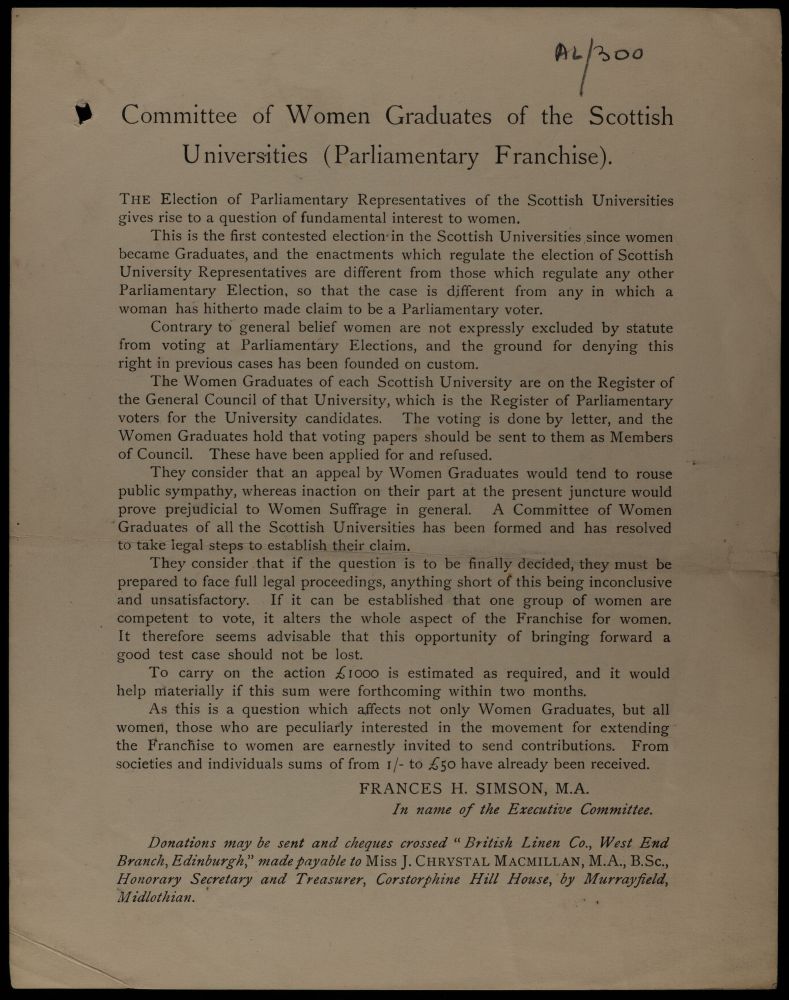 AL/300
Committee of Women Graduates of the Scottish
Universities (Parliamentary Franchise).
THE Election of Parliamentary Representatives of the Scottish Universities
gives rise to a question of fundamental interest to women.
This is the first contested election in the Scottish Universities since women
became Graduates, and the enactments which regulate the election of Scottish
University Representatives are different from those which regulate any other
Parliamentary Election, so that the case is different from any in which a
woman has hitherto made claim to be a Parliamentary voter.
Contrary to general belief women are not expressly excluded by statute
from voting at Parliamentary Elections, and the ground for denying this
right in previous cases has been founded on custom.
The Women Graduates of each Scottish University are on the Register of
the General Council of that University, which is the Register of Parliamentary
voters for the University candidates. The voting is done by letter, and the
Women Graduates hold that voting papers should be sent to them as Members
of Council. These have been applied for and refused.
They consider that an appeal by Women Graduates would tend to rouse
public sympathy, whereas inaction on their part at the present juncture would
prove prejudicial to Women Suffrage in general. A Committee of Women
Graduates of all the Scottish Universities has been formed and has resolved
to take legal steps to establish their claim.
They consider that if the question is to be finally decided, they must be
prepared to face full legal proceedings, anything short of this being inconclusive
and unsatisfactory. If it can be established that one group of women are
competent to vote, it alters the whole aspect of the Franchise for women.
It therefore seems advisable that this opportunity of bringing forward a
good test case should not be lost.
To carry on the action £1000 is estimated as required, and it would
help materially if this sum were forthcoming within two months.
As this is a question which affects not only Women Graduates, but all
women, those who are peculiarly interested in the movement for extending
the Franchise to women are earnestly invited to send contributions. From
societies and individuals sums of from 1/- to £50 have already been received.
FRANCES H. SIMSON, M.A.
In name of the Executive Committee.
Donations may be sent and cheques crossed "British Linen Co., West End
Branch, Edinburgh," made payable to Miss J. CHRYSTAL MACMILLAN, M.A., B.Sc.,
Honorary Secretary and Treasurer, Corstorphine Hill House, by Murrayfield,
Midlothian.